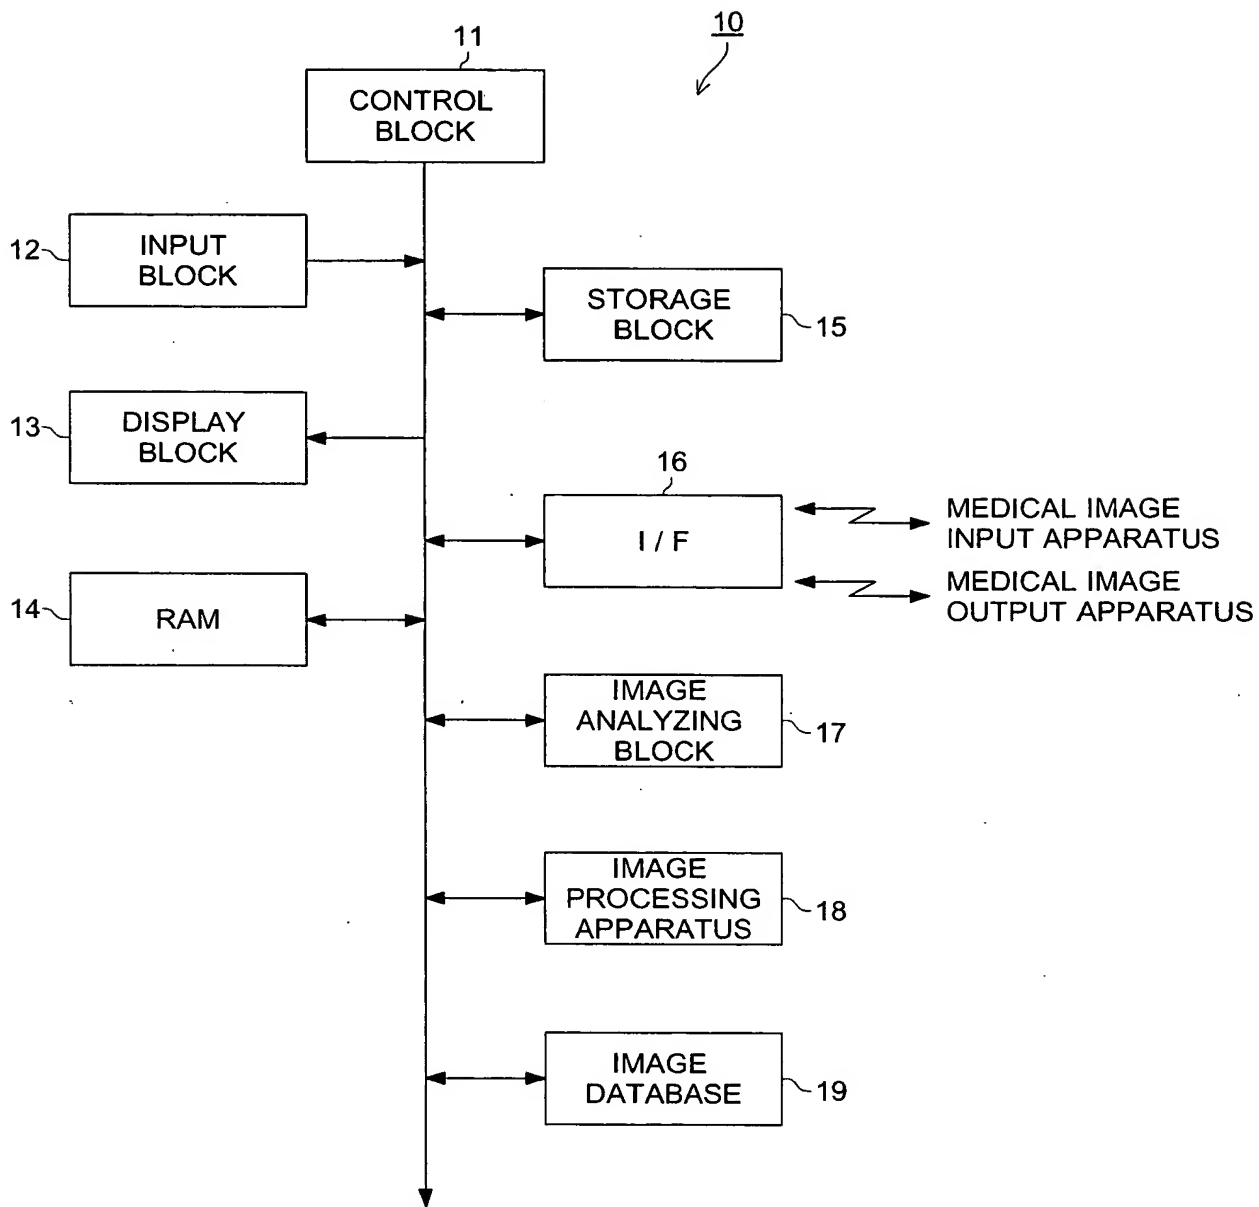 10
11
CONTROL
BLOCK
12
INPUT
BLOCK
STORAGE
BLOCK
15
13
DISPLAY
BLOCK
16
I / F
MEDICAL IMAGE
INPUT APPARATUS
MEDICAL IMAGE
OUTPUT APPARATUS
14
RAM
IMAGE
ANALYZING
BLOCK
17
IMAGE
PROCESSING
APPARATUS
18
IMAGE
DATABASE
19